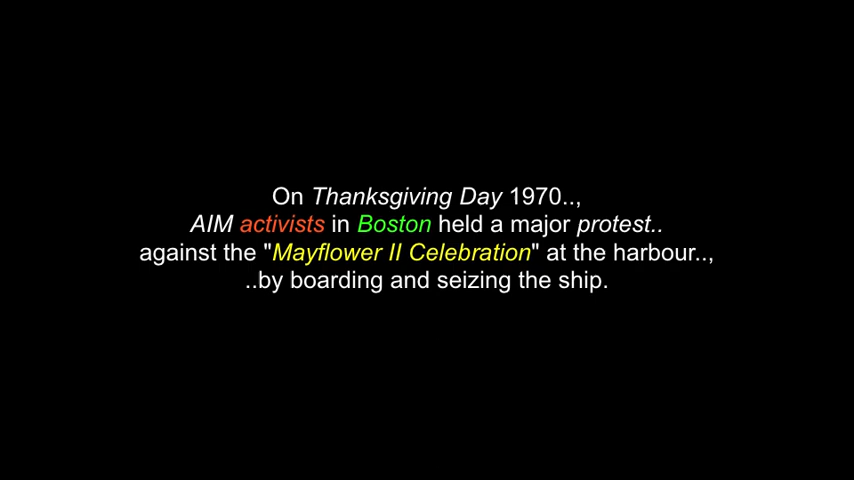 On Thanksgiving Day 1970..,
AIM activists in Boston held a major protest..
against the "Mayflower II Celebration" at the harbour..,
..by boarding and seizing the ship.